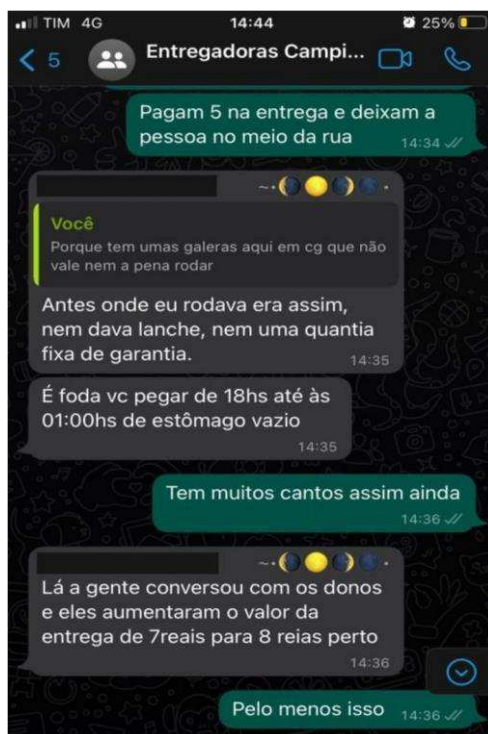 TIM 4G 14:44 25%
5 Entregadoras Campi...
Pagam 5 na entrega e deixam a
pessoa no meio da rua 14:34
Você
Porque tem umas galeras aqui em cg que não
vale nem a pena rodar
Antes onde eu rodava era assim,
nem dava lanche, nem uma quantia
fixa de garantia. 14:35
É foda vc pegar de 18hs até às
01:00hs de estômago vazio
14:35
Tem muitos cantos assim ainda
14:36
Lá a gente conversou com os donos
e eles aumentaram o valor da
entrega de 7reais para 8 reias perto
14:36
Pelo menos isso 14:36